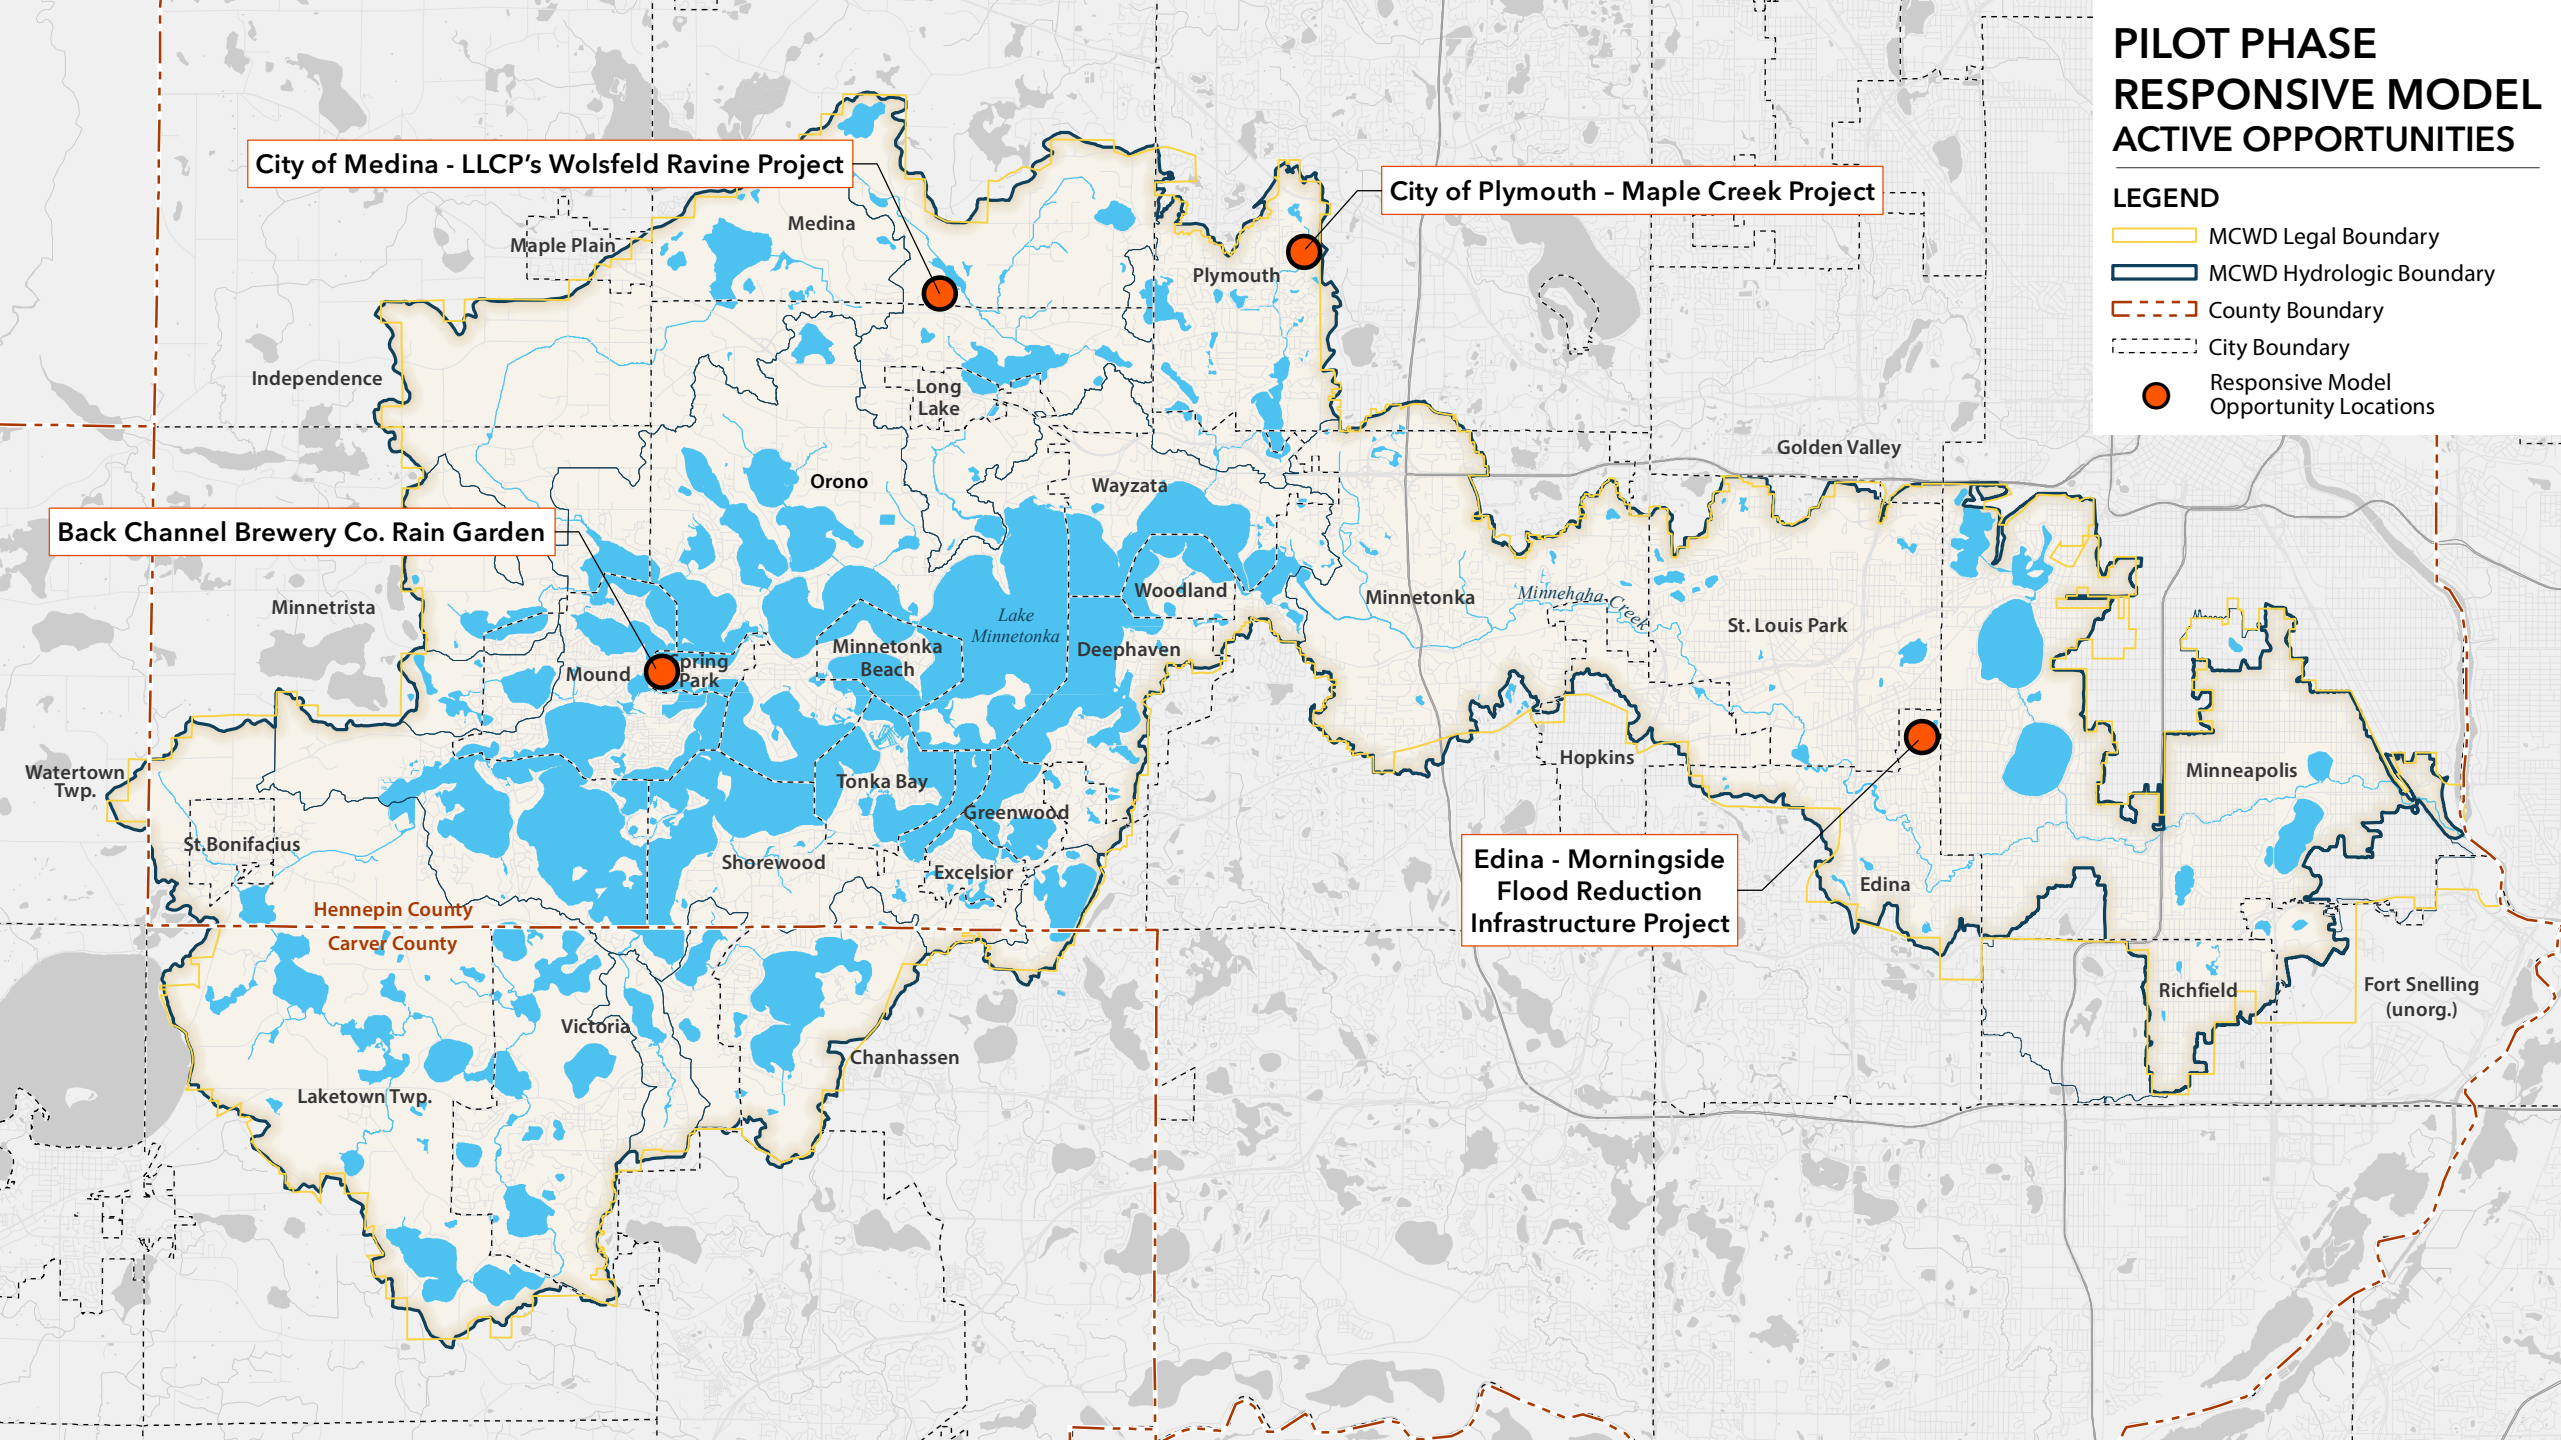 PILOT PHASE
RESPONSIVE MODEL
ACTIVE OPPORTUNITIES
LEGEND
MCWD Legal Boundary
MCWD Hydrologic Boundary
County Boundary
City Boundary
Responsive Model
Opportunity Locations
City of Medina - LLCP's Wolsfeld Ravine Project
City of Plymouth – Maple Creek Project
Medina
Maple Plain
Plymouth
Independence
Long
Lake
Golden Valley
Orono
Wayzata
Back Channel Brewery Co. Rain Garden
Woodland
Minnetonka
Minnehaha Creek
Minnetrista
Lake
Minnetonka
St. Louis Park
Minnetonka
Beach
Deephaven
Mound
Spring
Park
Hopkins
Watertown
Twp.
Tonka Bay
Minneapolis
Greenwood
St.Bonifacius
Shorewood
Excelsior
Edina - Morningside
Flood Reduction
Infrastructure Project
Edina
Hennepin County
Carver County
Richfield
Fort Snelling
(unorg.)
Victoria
Chanhassen
Laketown Twp.